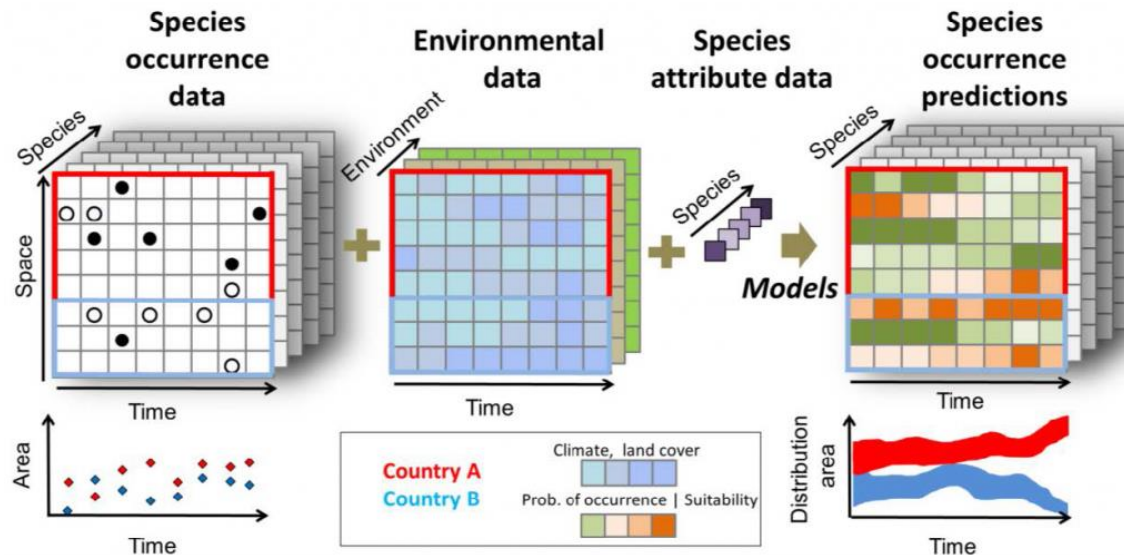 Species
occurrence
data
Environmental
data
Species
attribute data
Species
occurrence
predictions
Species
Space
Time
Environment
Time
Species
Models
Species
Time
Area
Time
Country A
Country B
Climate, land cover
Prob. of occurrence | Suitability
Distribution
area
Time